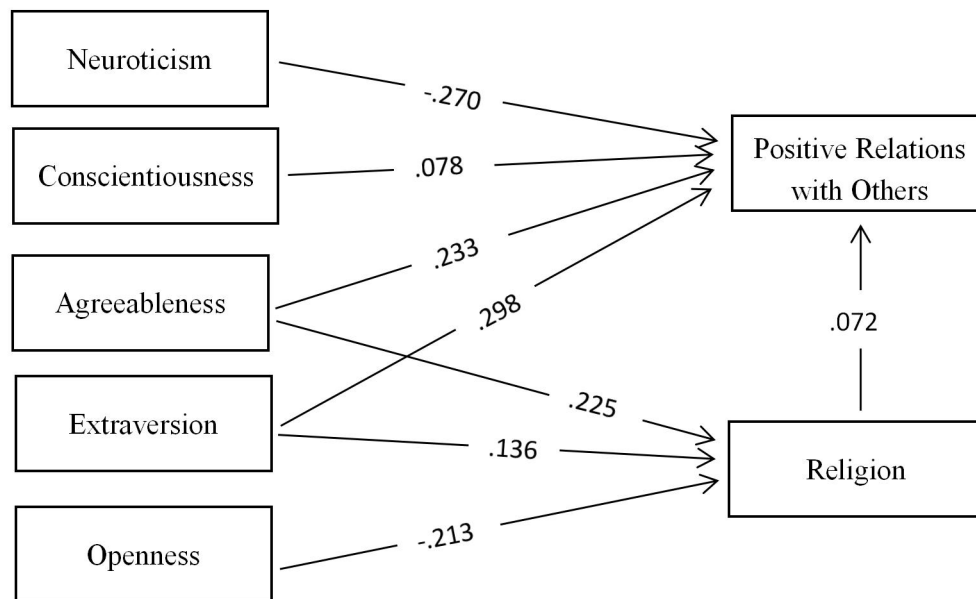 Neuroticism
-.270
Conscientiousness
.078
Positive Relations
with Others
Agreeableness
.233
.298
.072
Extraversion
.225
.136
Religion
Openness
-.213